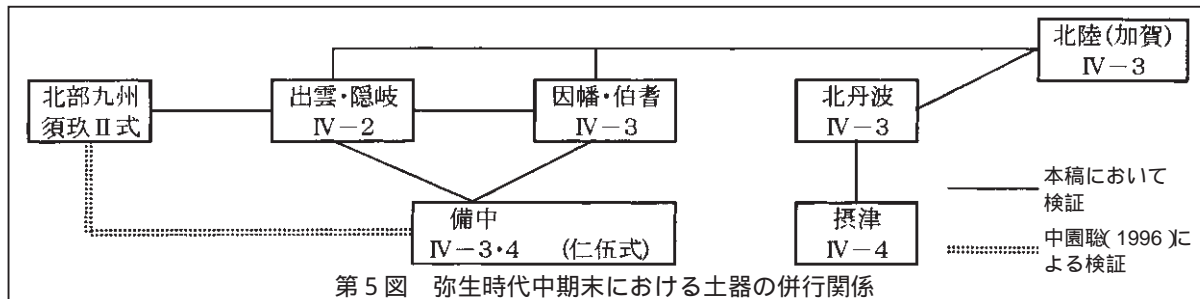 北陸(加賀)
Ⅳ－3
北部九州
須玖Ⅱ式
出雲・隠岐
Ⅳ－2
因幡・伯耆
Ⅳ－3
北丹波
Ⅳ－3
備中
Ⅳ－3・4 (仁伍式)
摂津
Ⅳ－4
本稿において
検証
中園聡(1996)に
よる検証
第5図 弥生時代中期末における土器の併行関係